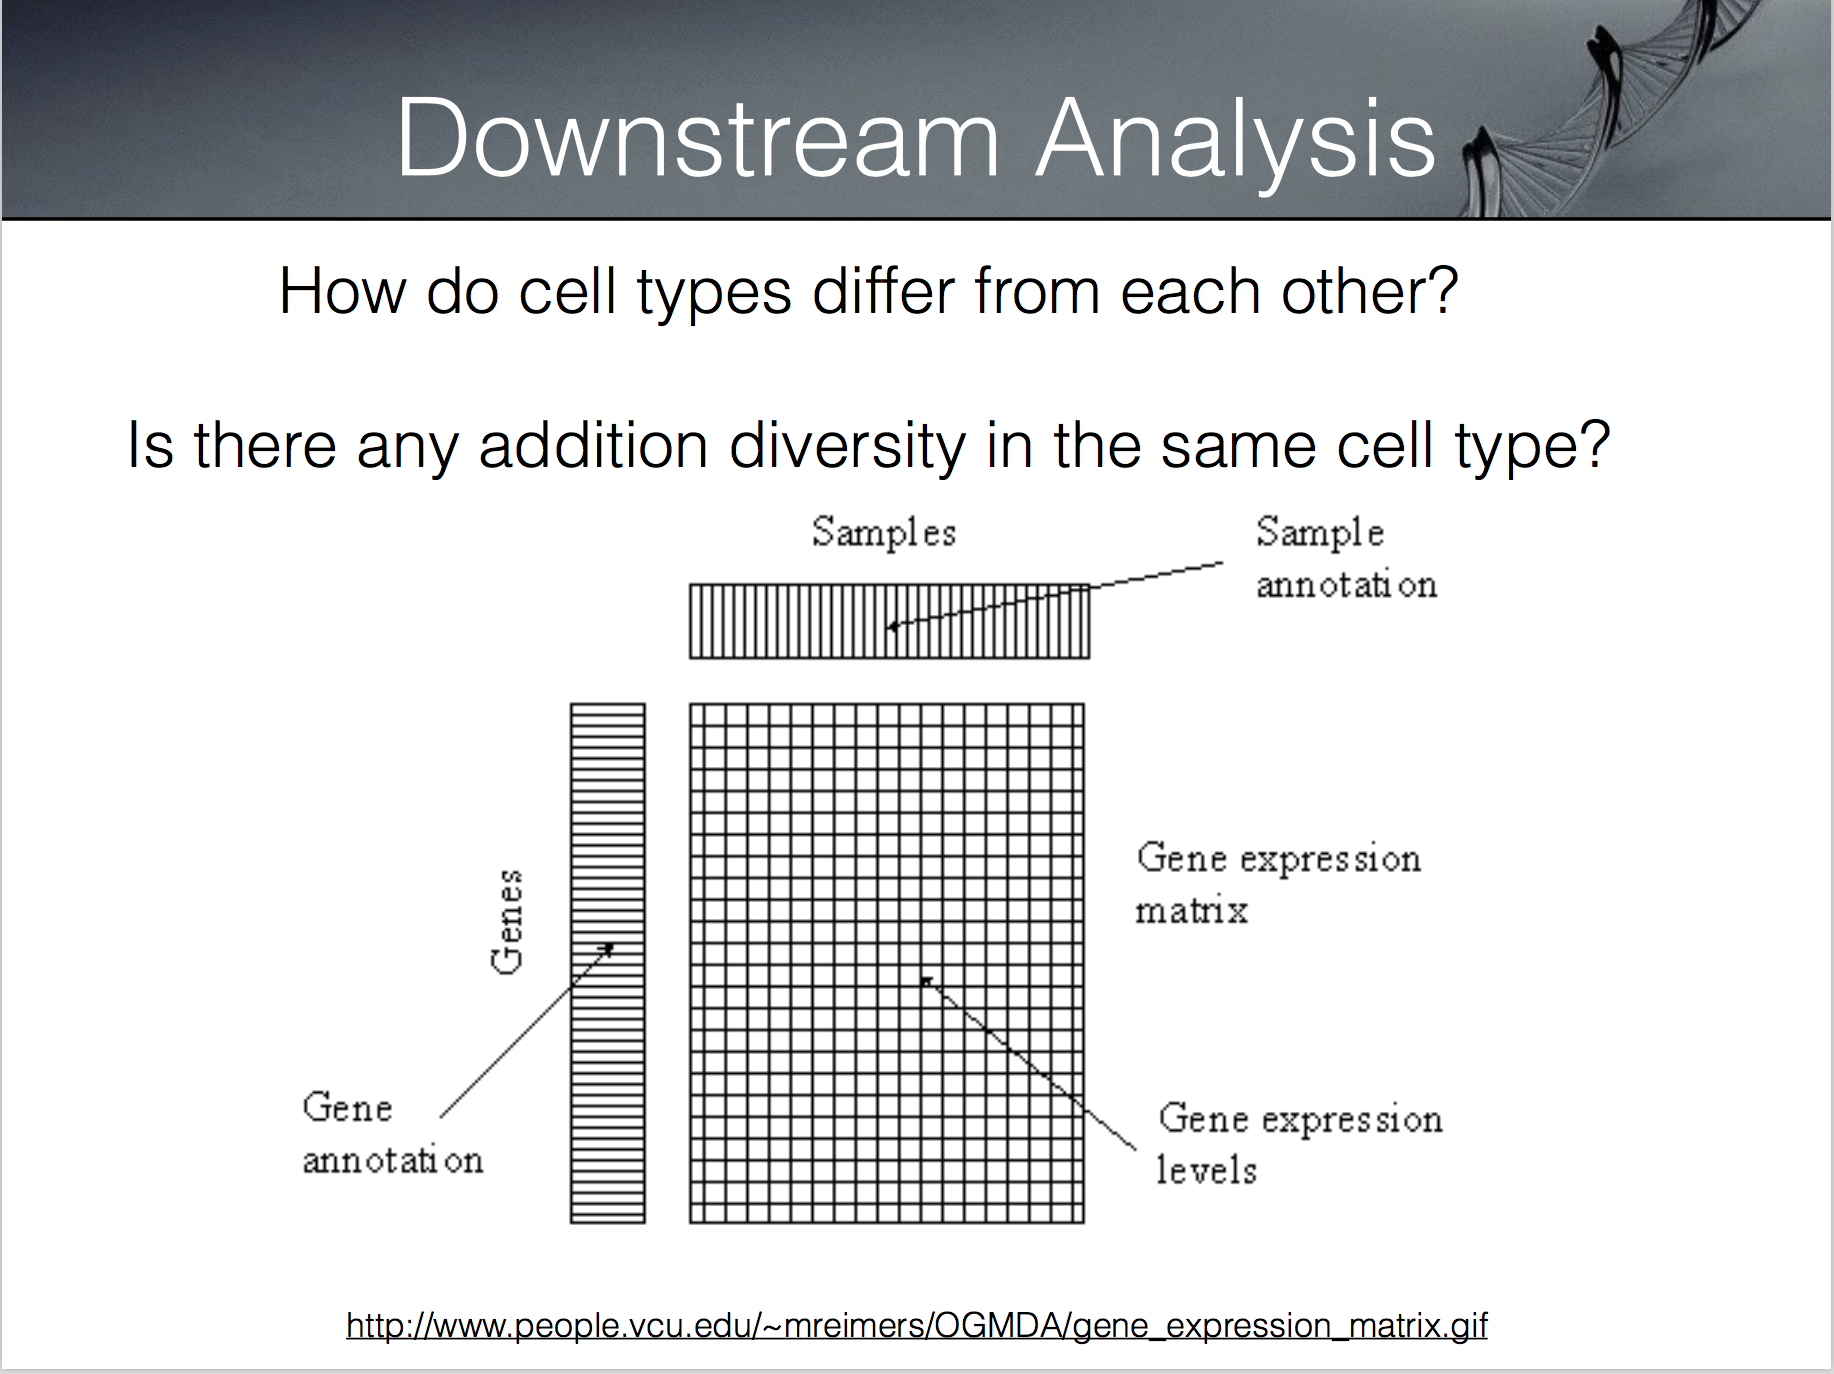 Downstream Analysis
How do cell types differ from each other?
Is there any addition diversity in the same cell type?
Samples
Sample
annotation
Genes
Gene expression
matrix
Gene
annotation
Gene expression
levels
http://www.people.vcu.edu/~mreimers/OGMDA/gene_expression_matrix.gif